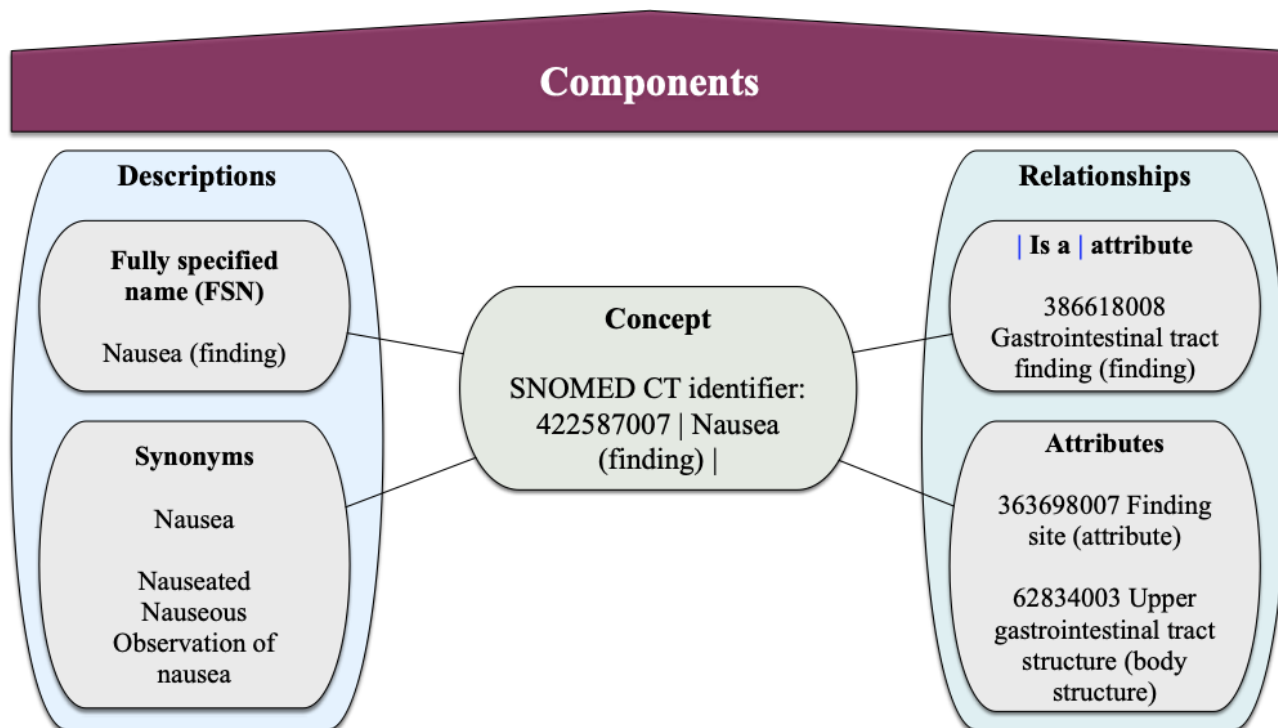 Components
Descriptions
Fully specified
name (FSN)
Nausea (finding)
Synonyms
Nausea
Nauseated
Nauseous
Observation of
nausea
Concept
SNOMED CT identifier:
422587007 | Nausea
(finding) |
Relationships
| Is a | attribute
386618008
Gastrointestinal tract
finding (finding)
Attributes
363698007 Finding
site (attribute)
62834003 Upper
gastrointestinal tract
structure (body
structure)